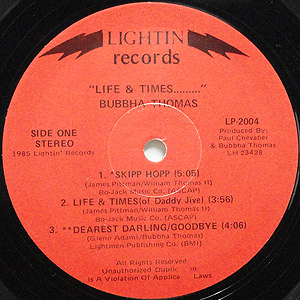 LIGHTIN
records
"LIFE & TIMES........."
BUBBHA THOMAS
SIDE ONE
STEREO
1985 Lightin' Records
LP-2004
Produced By:
Paul Chevalier
& Bubbha Thomas
LH 23428
1. *SKIPP HOPP (5:05)
(James Pittman/William Thomas II)
Bo-Jack Music Co. (ASCAP)
2. LIFE & TIMES(of Daddy Jive) (3:56)
(James Pittman/William Thomas II)
Bo-Jack Music Co. (ASCAP)
3. **DEAREST DARLING/GOODBYE (4:06)
(Glenn Adams/Bubbha Thomas)
Lightmen Publishing Co. (BMI)
All Rights Reserved
Unauthorized Duplic
Is A Violation Of Applica Laws.